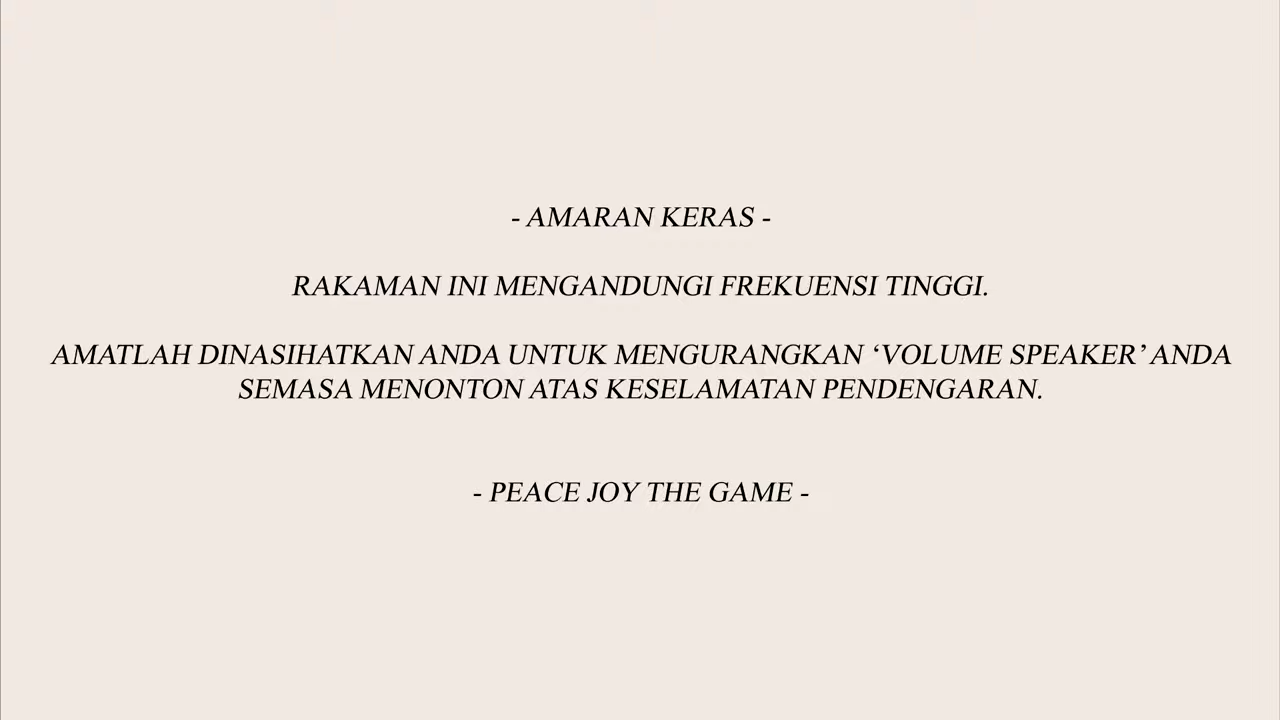 - AMARAN KERAS -
RAKAMAN INI MENGANDUNGI FREKUENSI TINGGI.
AMATLAH DINASIHATKAN ANDA UNTUK MENGURANGKAN ‘VOLUME SPEAKER’ ANDA
SEMASA MENONTON ATAS KESELAMATAN PENDENGARAN.
- PEACE JOY THE GAME -